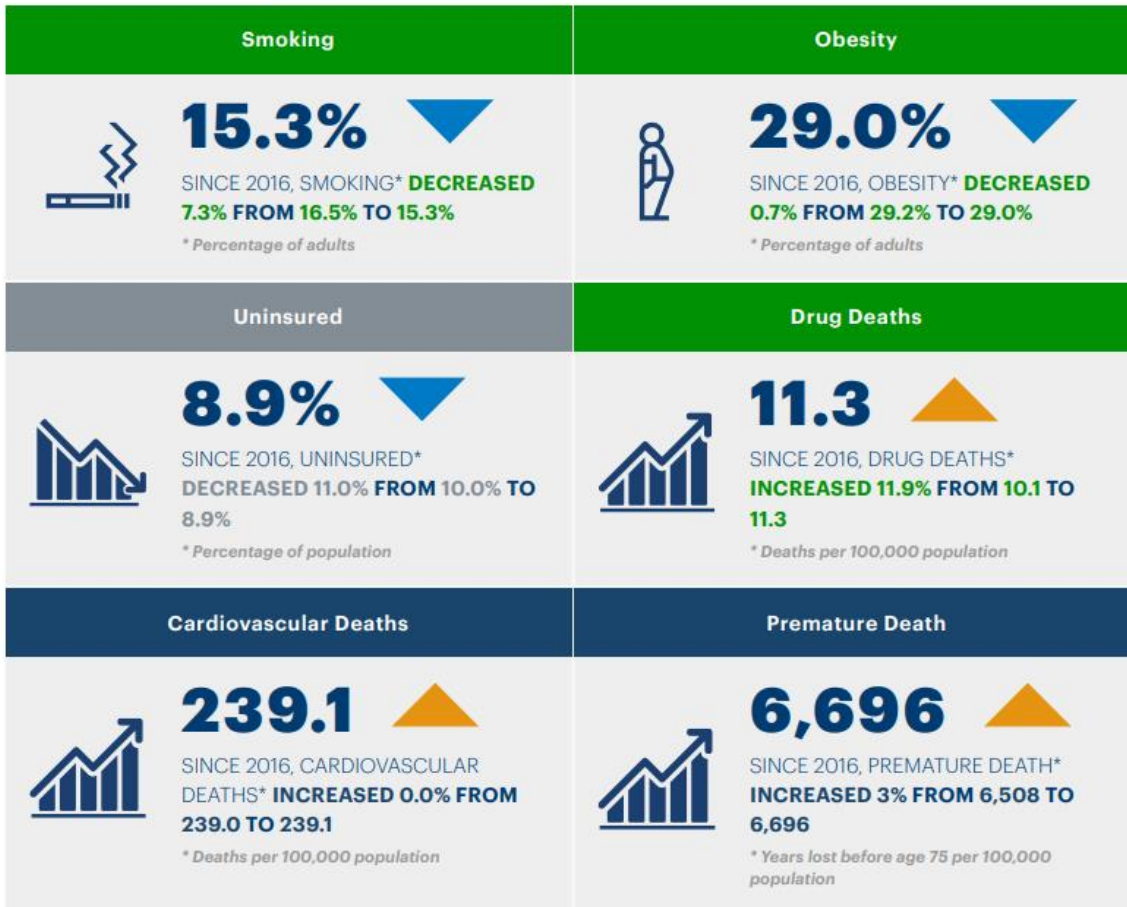 Smoking
15.3%
SINCE 2016, SMOKING* DECREASED
7.3% FROM 16.5% TO 15.3%
* Percentage of adults
Obesity
29.0%
SINCE 2016, OBESITY* DECREASED
0.7% FROM 29.2% TO 29.0%
* Percentage of adults
Uninsured
8.9%
SINCE 2016, UNINSURED*
DECREASED 11.0% FROM 10.0% TO
8.9%
* Percentage of population
Drug Deaths
11.3
SINCE 2016, DRUG DEATHS*
INCREASED 11.9% FROM 10.1 TO
11.3
* Deaths per 100,000 population
Cardiovascular Deaths
239.1
SINCE 2016, CARDIOVASCULAR
DEATHS* INCREASED 0.0% FROM
239.0 TO 239.1
* Deaths per 100,000 population
Premature Death
6,696
SINCE 2016, PREMATURE DEATH*
INCREASED 3% FROM 6,508 TO
6,696
* Years lost before age 75 per 100,000
population